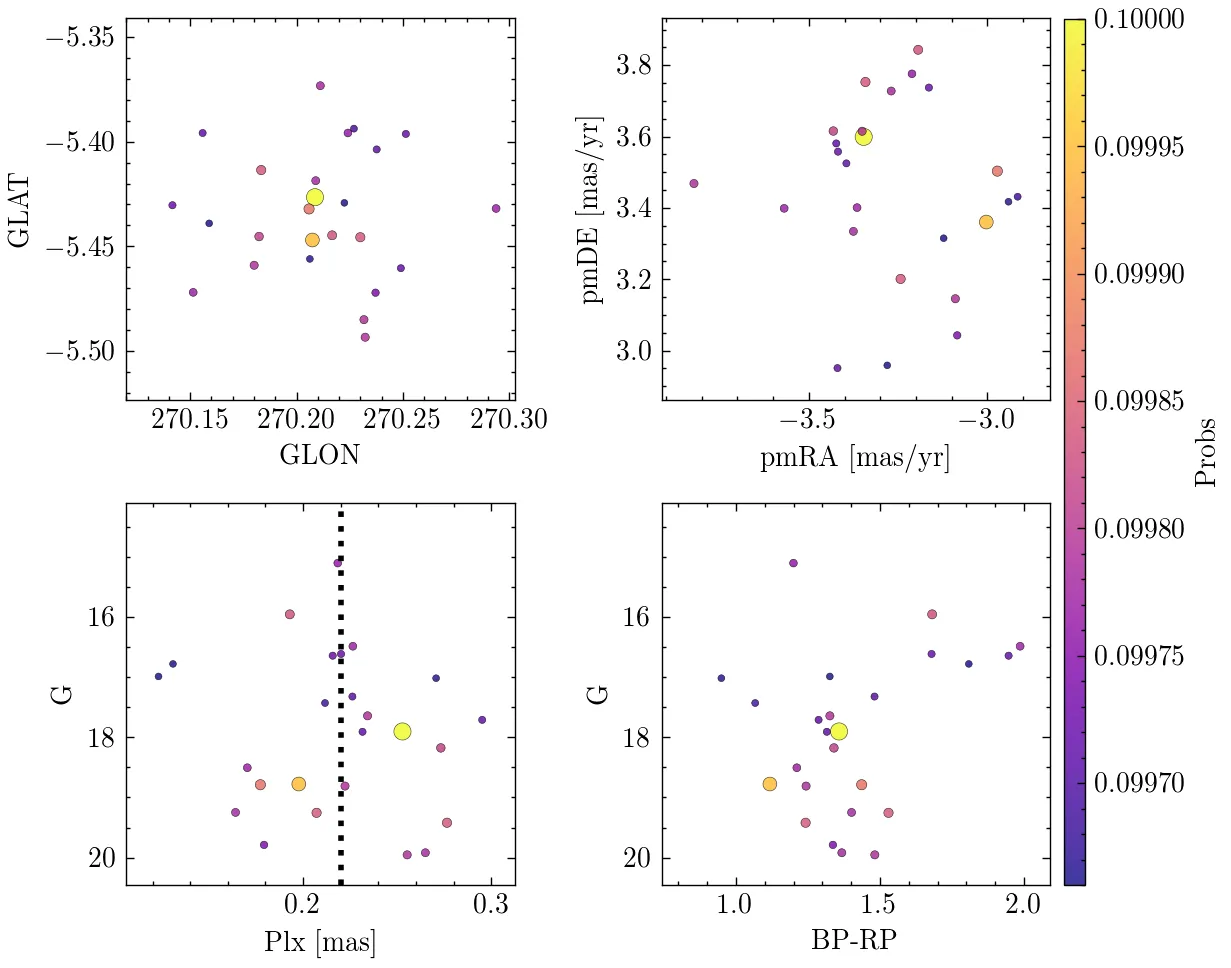 −5.35
−5.40
−5.45
−5.50
GLAT
270.15 270.20 270.25 270.30
GLON
3.8
3.6
3.4
3.2
3.0
pmDE [mas/yr]
−3.5 −3.0
pmRA [mas/yr]
16
18
20
G
0.2 0.3
Plx [mas]
16
18
20
G
1.0 1.5 2.0
BP-RP
0.10000
0.09995
0.09990
0.09985
0.09980
0.09975
0.09970
Probs